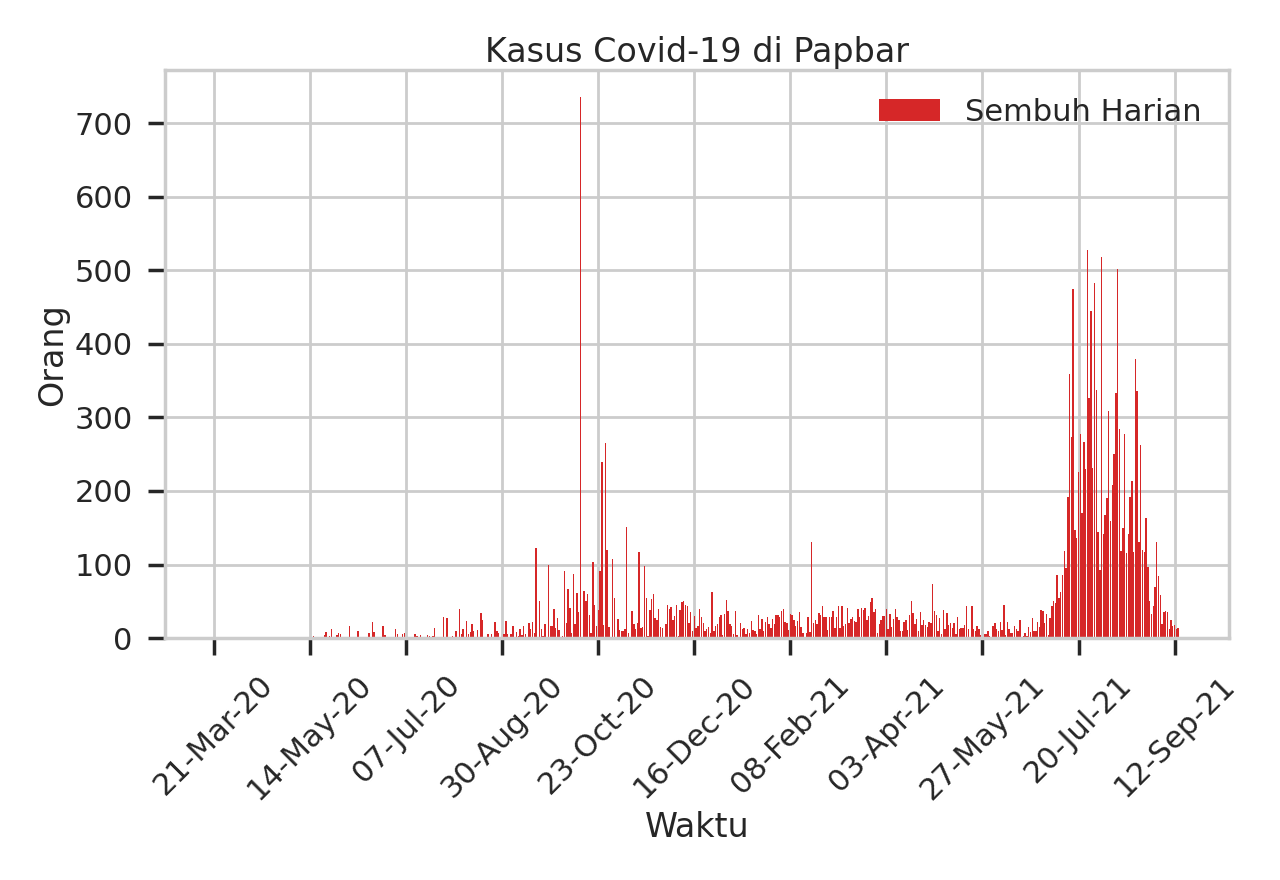 Kasus Covid-19 di Papbar
Sembuh Harian
700
600
500
400
300
200
100
0
Orang
21-Mar-20
14-May-20
07-Jul-20
30-Aug-20
23-Oct-20
16-Dec-20
08-Feb-21
03-Apr-21
27-May-21
20-Jul-21
12-Sep-21
Waktu